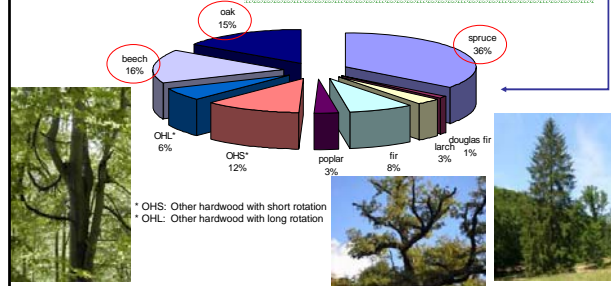 oak
15%
spruce
36%
beech
16%
OHL*
6%
OHS*
12%
poplar
3%
fir
8%
larch
3%
douglas fir
1%
* OHS: Other hardwood with short rotation
* OHL: Other hardwood with long rotation